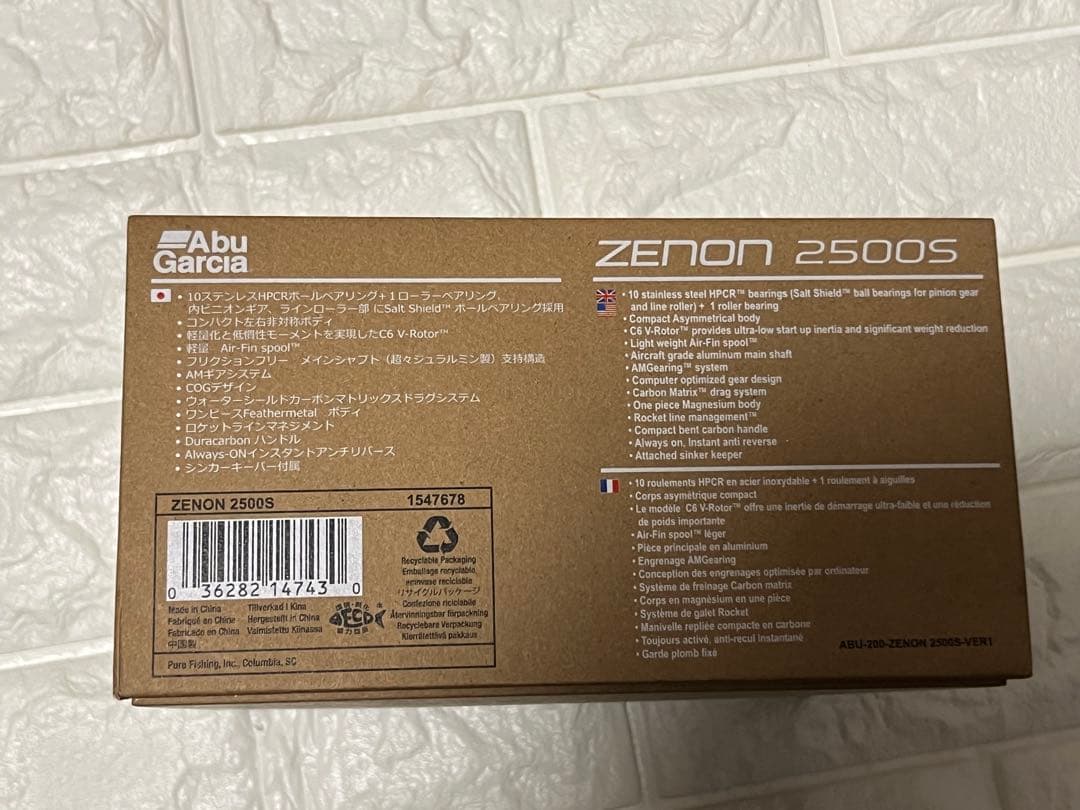 Abu
Garcia
ZENON 2500S
• 10ステンレスHPCRボールベアリング+1ローラーベアリング、
内ピニオンギア、ラインローラー部 にSalt Shield™ ボールベアリング採用
• コンパクト左右非対称ボディ
• 軽量化と低慣性モーメントを実現したC6 V-Rotor™
• 軽量 Air-Fin spool™
• フリクションフリー メインシャフト（超々ジュラルミン製）支持構造
• AMギアシステム
• COGデザイン
• ウォーターシールドカーボンマトリックスドラグシステム
• ワンピースFeathermetal ボディ
• ロケットラインマネジメント
• Duracarbon ハンドル
• Always-ONインスタントアンチリバース
• シンカーキーパー付属
• 10 stainless steel HPCR™ bearings (Salt Shield™ ball bearings for pinion gear
and line roller) + 1 roller bearing
• Compact Asymmetrical body
• C6 V-Rotor™ provides ultra-low start up inertia and significant weight reduction
• Light weight Air-Fin spool™
• Aircraft grade aluminum main shaft
• AMGearing™ system
• Computer optimized gear design
• Carbon Matrix™ drag system
• One piece Magnesium body
• Rocket line management™
• Compact bent carbon handle
• Always on, Instant anti reverse
• Attached sinker keeper
• 10 roulements HPCR en acier inoxydable + 1 roulement à aiguilles
• Corps asymétrique compact
• Le modèle C6 V-Rotor™ offre une inertie de démarrage ultra-faible et une réduction
de poids importante
• Air-Fin spool™ léger
• Pièce principale en aluminium
• Engrenage AMGearing
• Conception des engrenages optimisée par ordinateur
• Système de freinage Carbon matrix
• Corps en magnésium en une pièce
• Système de galet Rocket
• Manivelle repliée compacte en carbone
• Toujours activé, anti-recul instantané
• Garde plomb fixé
ABU-200-ZENON 2500S-VER1
ZENON 2500S 1547678
0 36282 14743 0
Recyclable Packaging
Emballage recyclable
envase reciclable
リサイクルパッケージ
Confezione riciclabile
Återvinningsbar förpackning
Recyclebare Verpackung
Kierrätettävä pakkaus
Made in China Tillverkad i Kina
Fabriqué en Chine Hergestellt in China
Fabricado en China Valmistettu Kiinassa
中国製
ECO
Pure Fishing, Inc., Columbia, SC